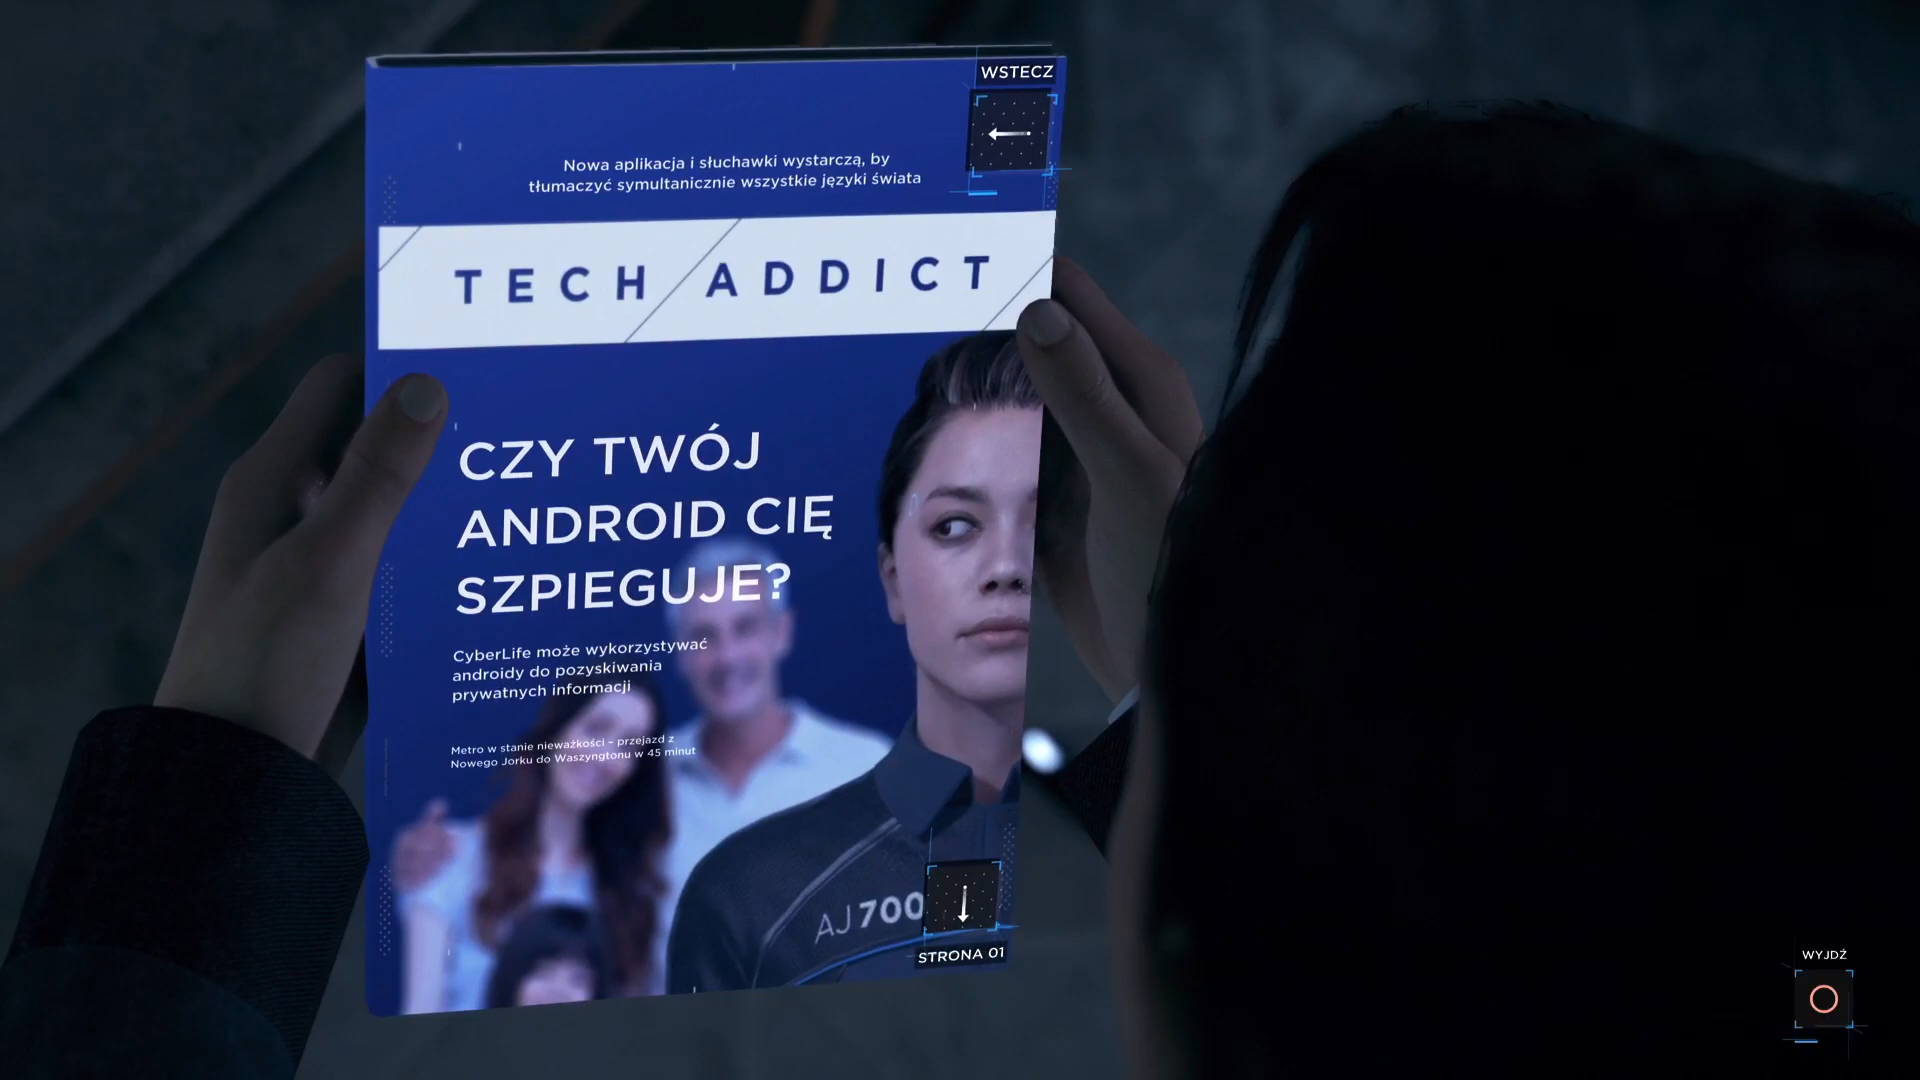 WSTECZ
Nowa aplikacja i słuchawki wystarczą, by
tłumaczyć symultanicznie wszystkie języki świata
TECH ADDICT
CZY TWÓJ
ANDROID CIĘ
SZPIEGUJE?
CyberLife może wykorzystywać
androidy do pozyskiwania
prywatnych informacji
Metro w stanie nieważkości – przejazd z
Nowego Jorku do Waszyngtonu w 45 minut
AJ700
STRONA 01
WYJDŹ